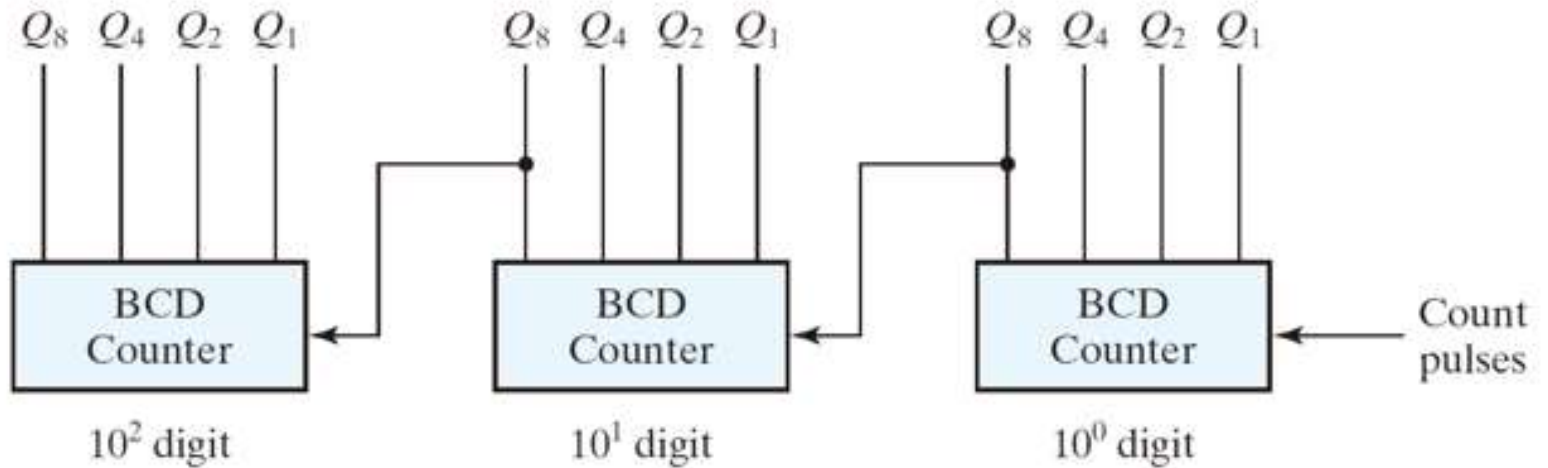 Q₈ Q₄ Q₂ Q₁ Q₈ Q₄ Q₂ Q₁ Q₈ Q₄ Q₂ Q₁
BCD
Counter
BCD
Counter
BCD
Counter
Count
pulses
10² digit
10¹ digit
10⁰ digit